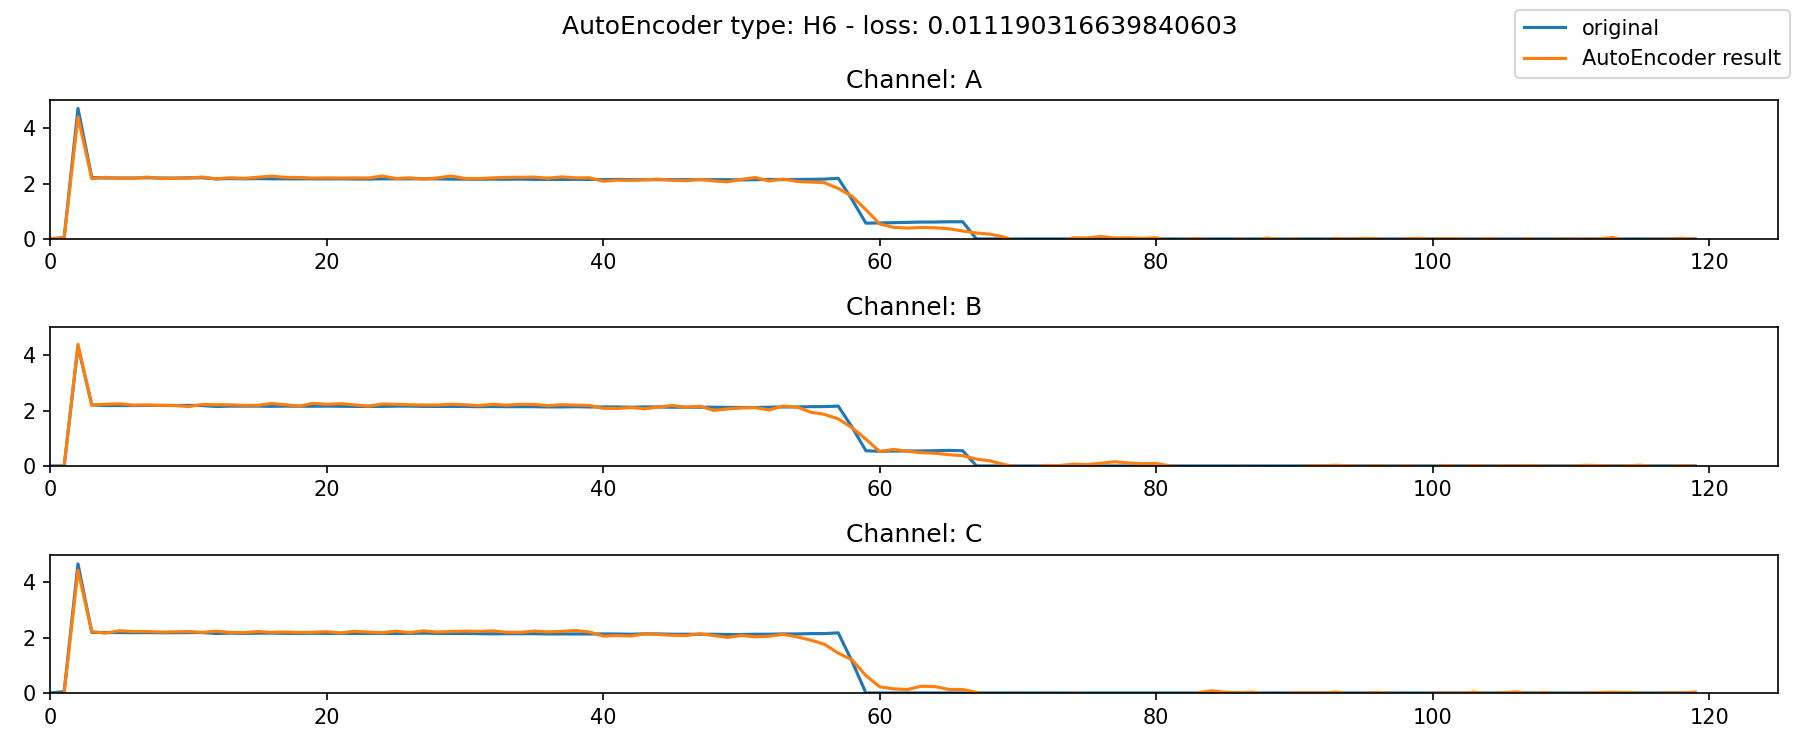 AutoEncoder type: H6 - loss: 0.011190316639840603
original
AutoEncoder result
Channel: A
4
2
0
0 20 40 60 80 100 120
Channel: B
4
2
0
0 20 40 60 80 100 120
Channel: C
4
2
0
0 20 40 60 80 100 120